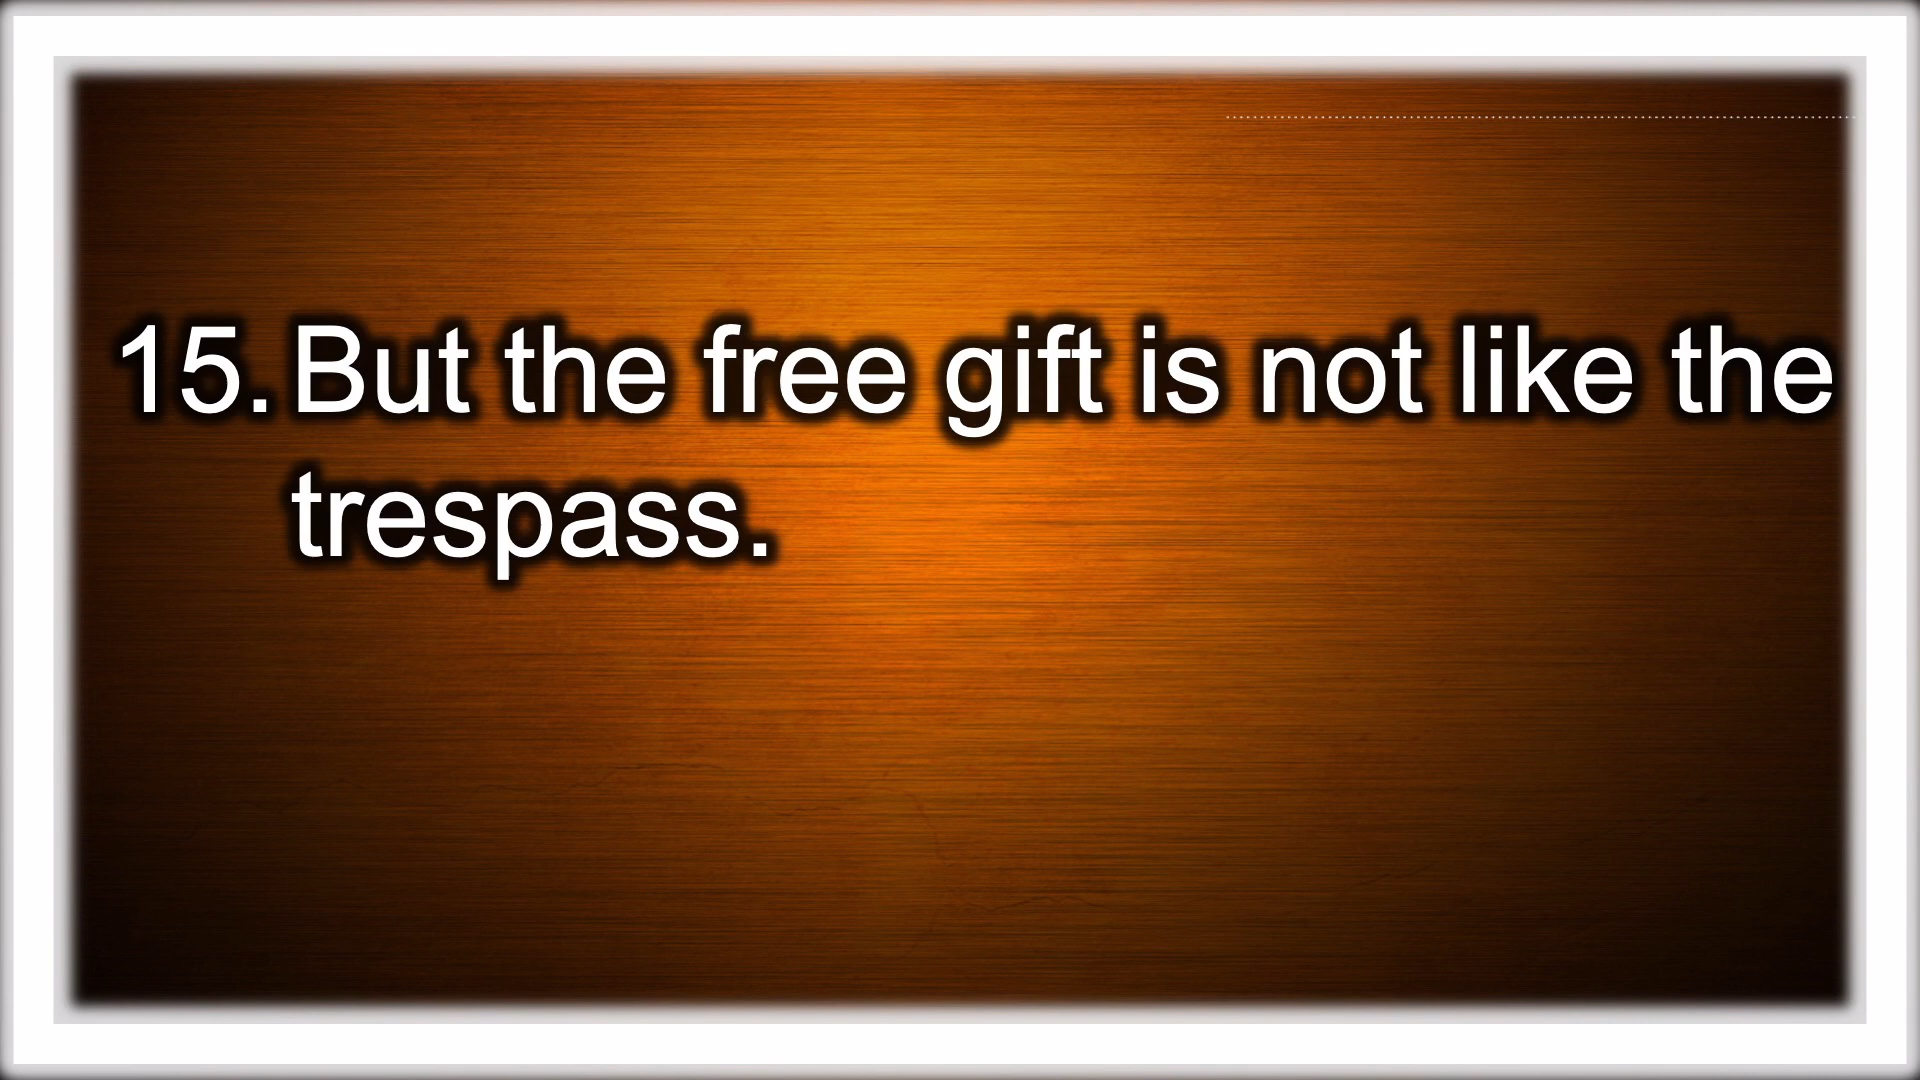 15. But the free gift is not like the
trespass.